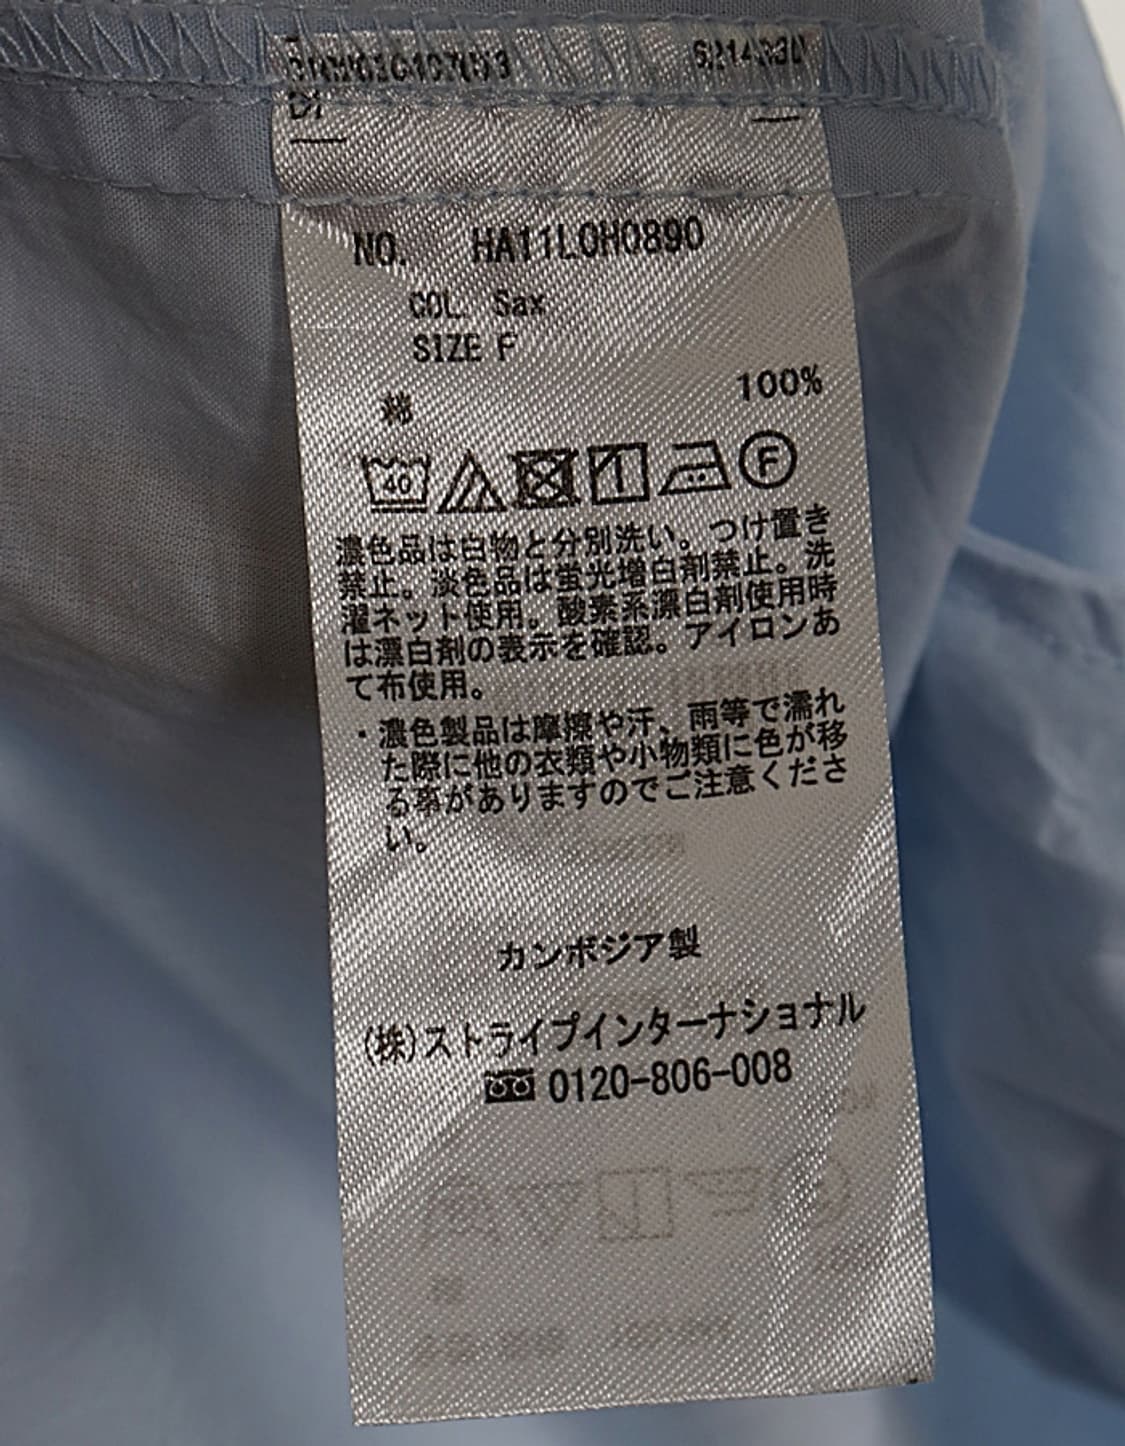 NO. HA11L0H0890
COL. Sax
SIZE F
綿 100%
40 F
濃色品は白物と分別洗い。つけ置き
禁止。淡色品は蛍光増白剤禁止。洗
濯ネット使用。酸素系漂白剤使用時
は漂白剤の表示を確認。アイロンあ
て布使用。
・濃色製品は摩擦や汗、雨等で濡れ
た際に他の衣類や小物類に色が移
る事がありますのでご注意くださ
い。
カンボジア製
(株)ストライプインターナショナル
0120-806-008